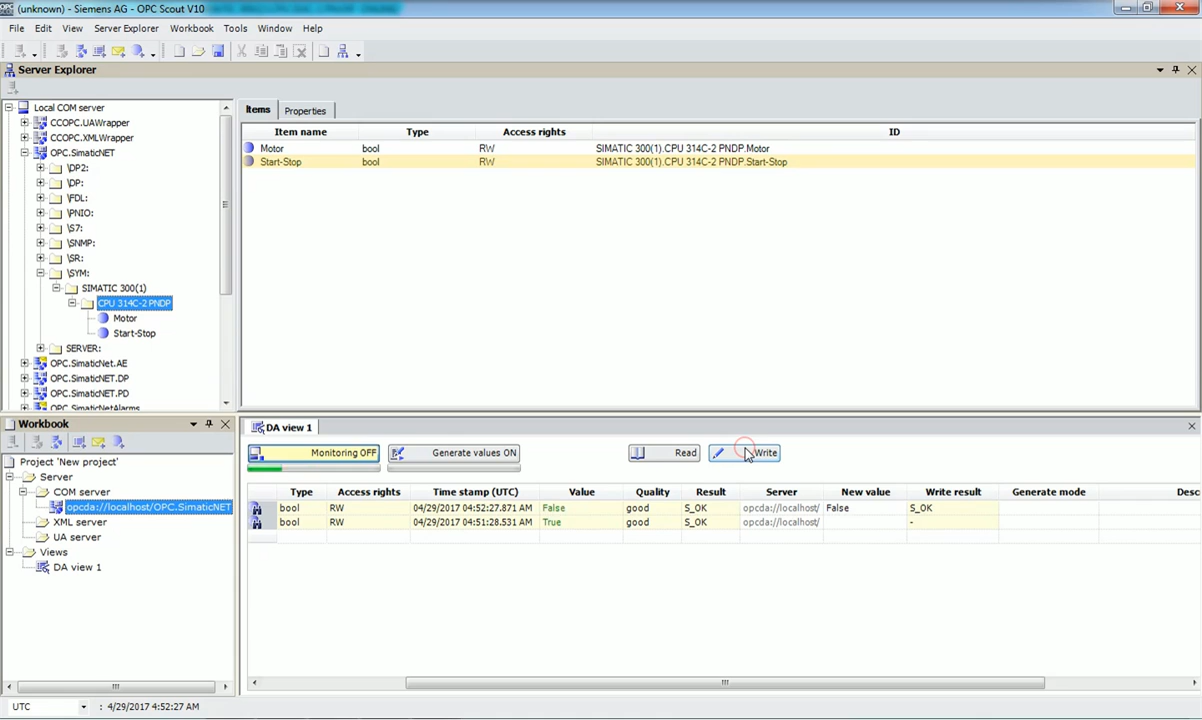 (unknown) - Siemens AG - OPC Scout V10
File Edit View Server Explorer Workbook Tools Window Help
Server Explorer
Local COM server
CCOPC.UAWrapper
CCOPC.XMLWrapper
OPC.SimaticNET
\DP2:
\DP:
\FDL:
\PNIO:
\S7:
\SNMP:
\SR:
\SYM:
SIMATIC 300(1)
CPU 314C-2 PNDP
Motor
Start-Stop
SERVER:
OPC.SimaticNet.AE
OPC.SimaticNET.DP
OPC.SimaticNET.PD
OPC.SimaticNetAlarms
Items Properties
Item name Type Access rights ID
Motor bool RW SIMATIC 300(1).CPU 314C-2 PNDP.Motor
Start-Stop bool RW SIMATIC 300(1).CPU 314C-2 PNDP.Start-Stop
Workbook
Project 'New project'
Server
COM server
opcda://localhost/OPC.SimaticNET
XML server
UA server
Views
DA view 1
DA view 1
Monitoring OFF Generate values ON Read Write
Type Access rights Time stamp (UTC) Value Quality Result Server New value Write result Generate mode Desc
bool RW 04/29/2017 04:52:27.871 AM False good S_OK opcda://localhost/ False S_OK
bool RW 04/29/2017 04:51:28.531 AM True good S_OK opcda://localhost/ -
UTC : 4/29/2017 4:52:27 AM